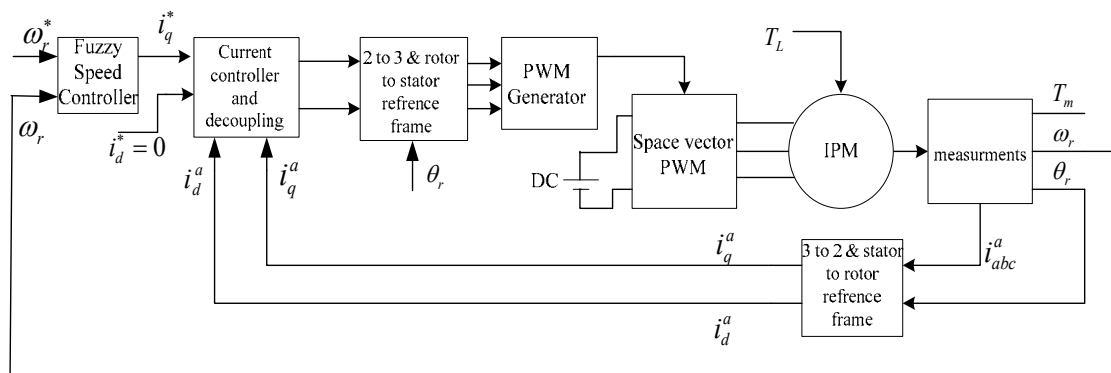 ω_r^*
i_q^*
Fuzzy
Speed
Controller
ω_r
i_d^* = 0
Current
controller
and
decoupling
2 to 3 & rotor
to stator
refrence
frame
θ_r
PWM
Generator
DC
Space vector
PWM
T_L
IPM
measurments
T_m
ω_r
θ_r
i_d^a
i_q^a
i_q^a
i_abc^a
3 to 2 & stator
to rotor
refrence
frame
i_d^a